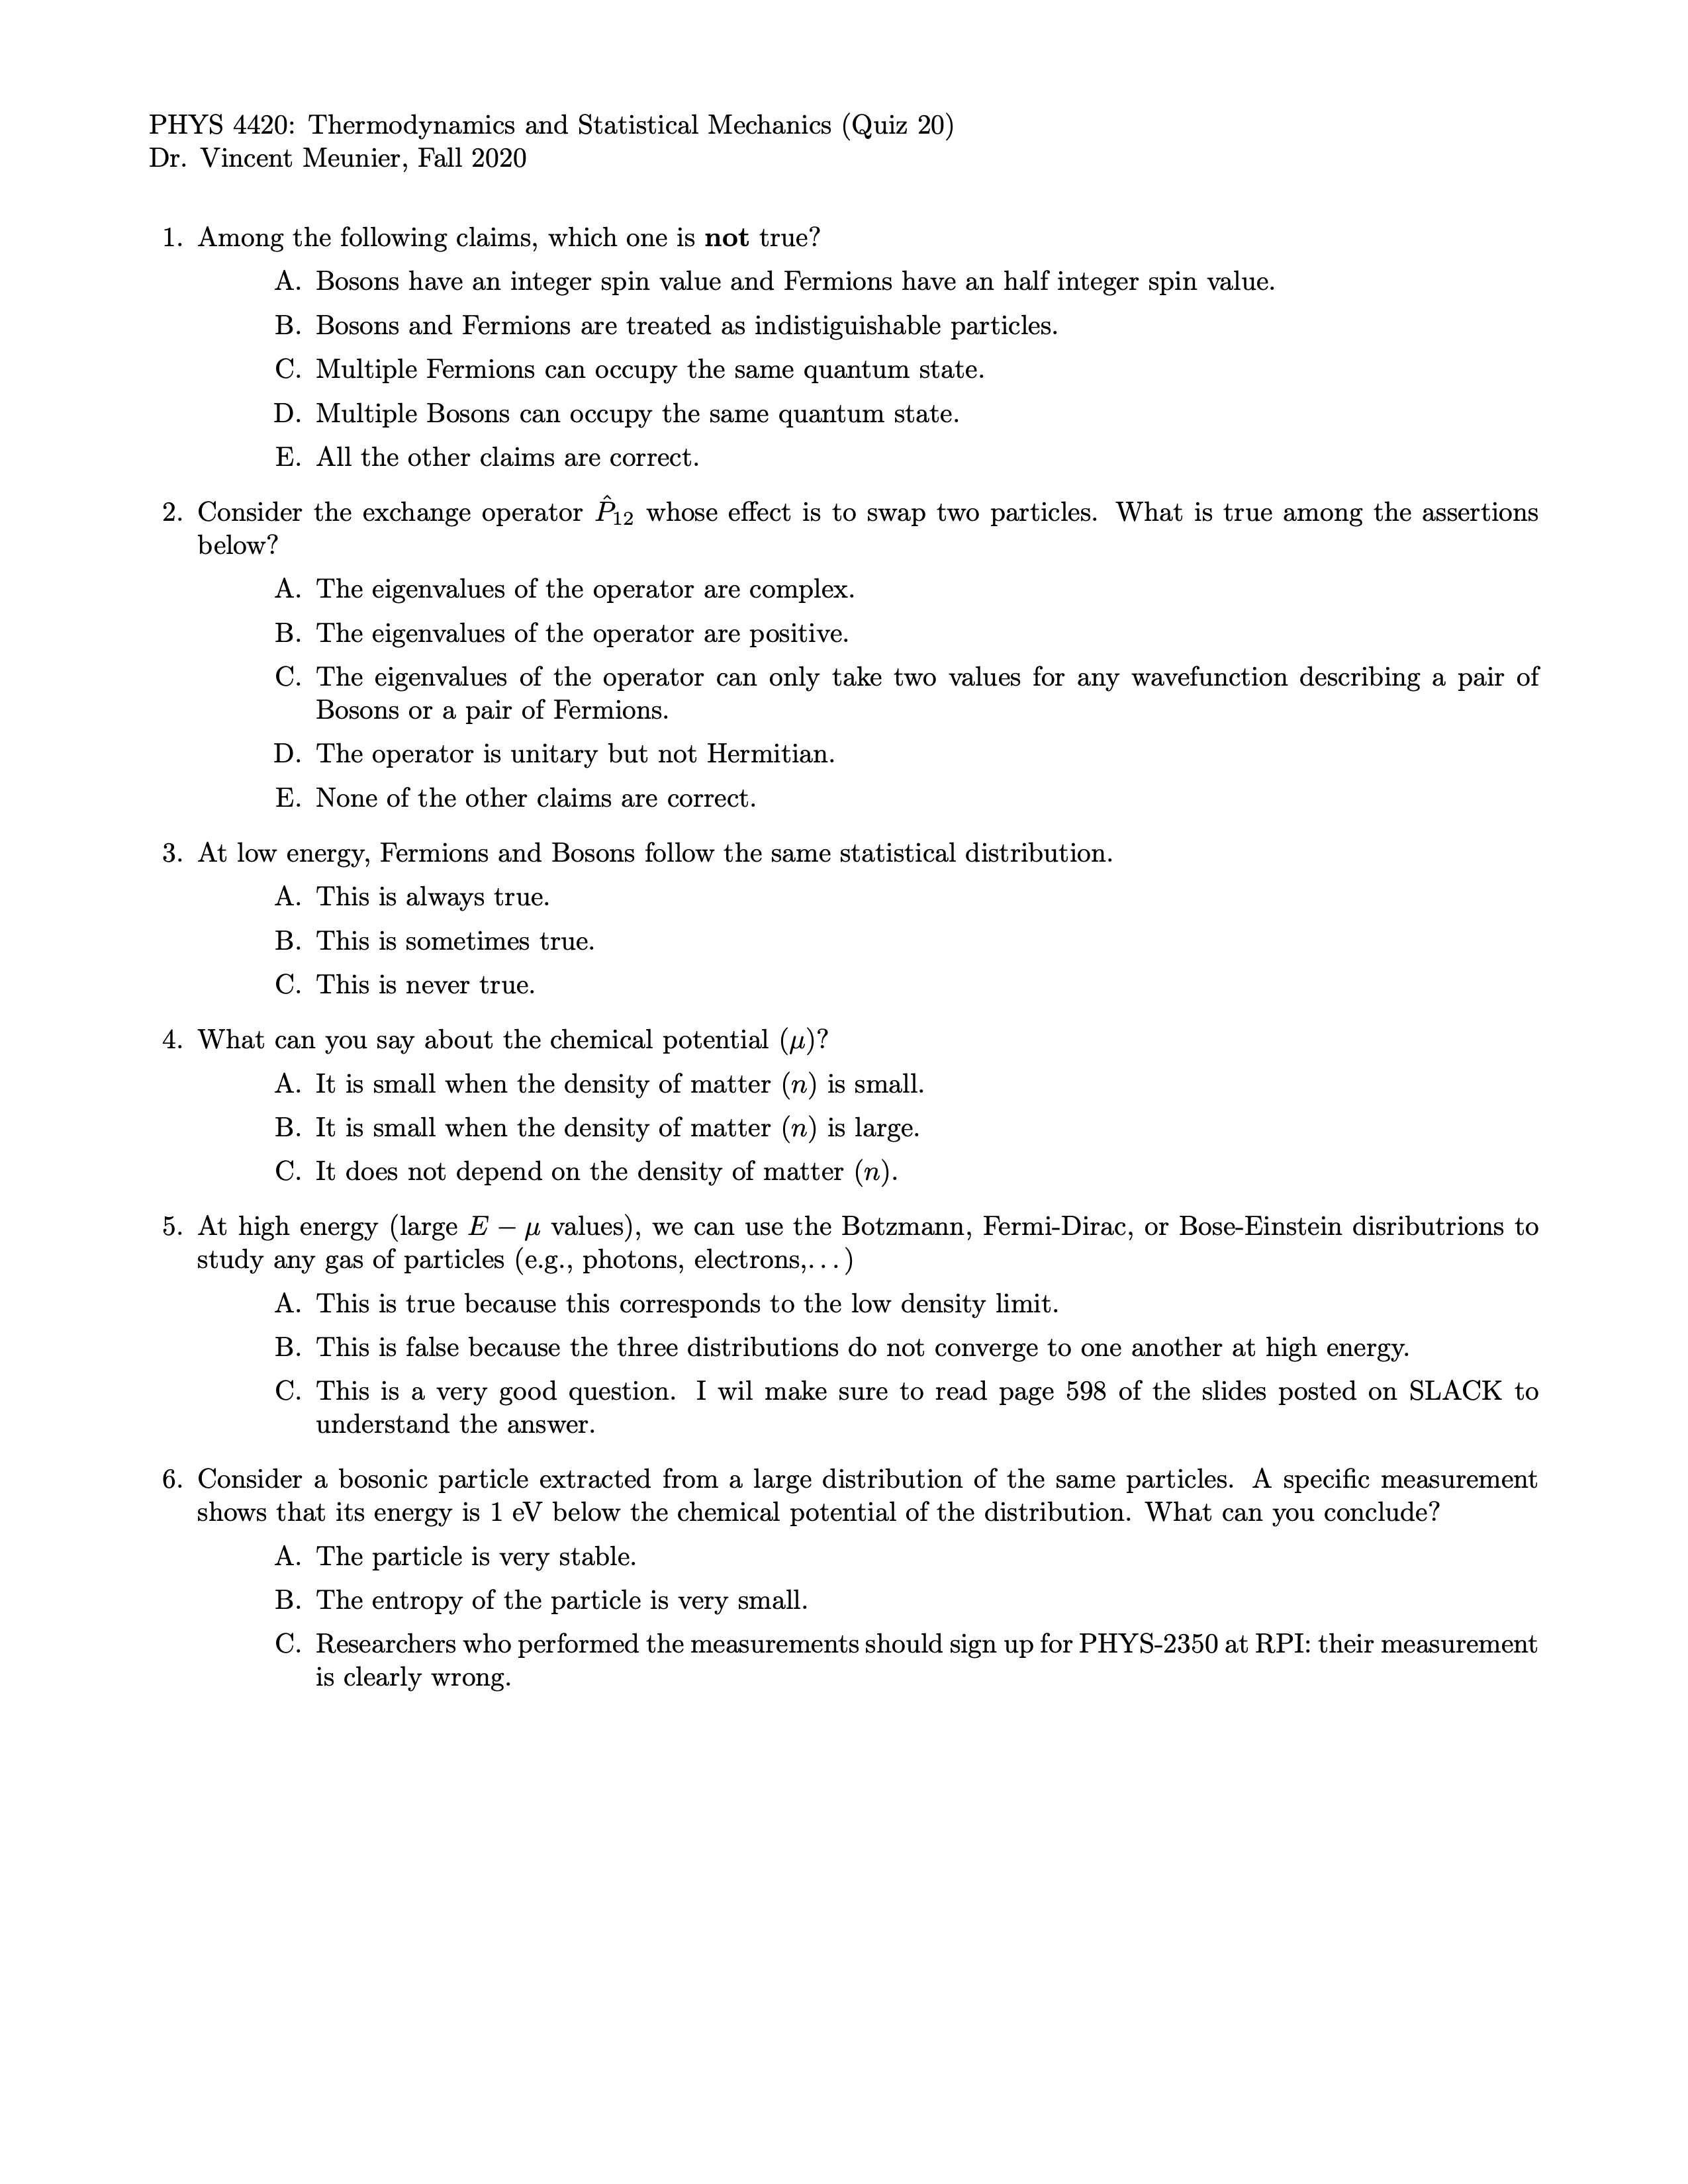 PHYS 4420: Thermodynamics and Statistical Mechanics (Quiz 20)
Dr. Vincent Meunier, Fall 2020
1. Among the following claims, which one is not true?
A. Bosons have an integer spin value and Fermions have an half integer spin value.
B. Bosons and Fermions are treated as indistiguishable particles.
C. Multiple Fermions can occupy the same quantum state.
D. Multiple Bosons can occupy the same quantum state.
E. All the other claims are correct.
2. Consider the exchange operator P̂₁₂ whose effect is to swap two particles. What is true among the assertions
below?
A. The eigenvalues of the operator are complex.
B. The eigenvalues of the operator are positive.
C. The eigenvalues of the operator can only take two values for any wavefunction describing a pair of
Bosons or a pair of Fermions.
D. The operator is unitary but not Hermitian.
E. None of the other claims are correct.
3. At low energy, Fermions and Bosons follow the same statistical distribution.
A. This is always true.
B. This is sometimes true.
C. This is never true.
4. What can you say about the chemical potential (μ)?
A. It is small when the density of matter (n) is small.
B. It is small when the density of matter (n) is large.
C. It does not depend on the density of matter (n).
5. At high energy (large E − μ values), we can use the Botzmann, Fermi-Dirac, or Bose-Einstein disributrions to
study any gas of particles (e.g., photons, electrons,...)
A. This is true because this corresponds to the low density limit.
B. This is false because the three distributions do not converge to one another at high energy.
C. This is a very good question. I wil make sure to read page 598 of the slides posted on SLACK to
understand the answer.
6. Consider a bosonic particle extracted from a large distribution of the same particles. A specific measurement
shows that its energy is 1 eV below the chemical potential of the distribution. What can you conclude?
A. The particle is very stable.
B. The entropy of the particle is very small.
C. Researchers who performed the measurements should sign up for PHYS-2350 at RPI: their measurement
is clearly wrong.